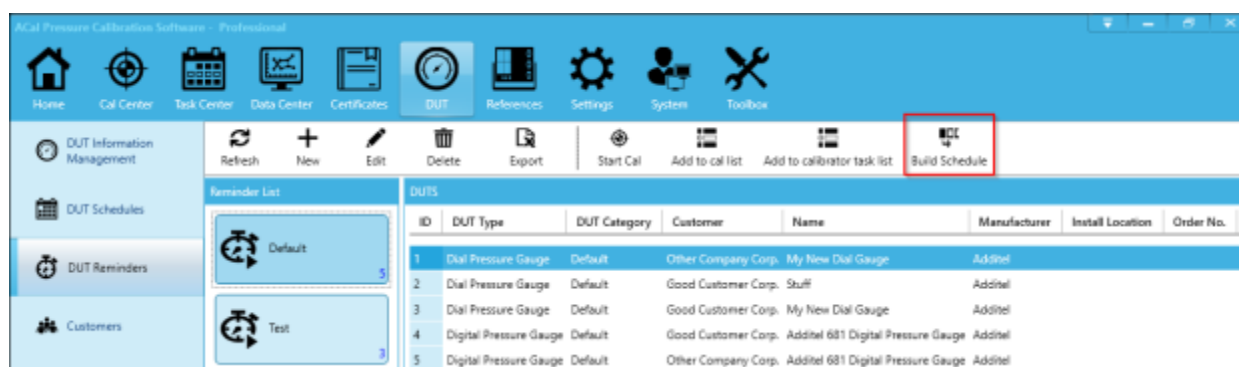 ACal Pressure Calibration Software - Professional
Home Cal Center Task Center Data Center Certificates DUT References Settings System Toolbox
DUT Information
Management
DUT Schedules
DUT Reminders
Customers
Refresh New Edit Delete Export Start Cal Add to cal list Add to calibrator task list Build Schedule
Reminder List
Default
5
Test
3
DUTS
ID DUT Type DUT Category Customer Name Manufacturer Install Location Order No.
1 Dial Pressure Gauge Default Other Company Corp. My New Dial Gauge Additel
2 Dial Pressure Gauge Default Good Customer Corp. Stuff Additel
3 Dial Pressure Gauge Default Good Customer Corp. My New Dial Gauge Additel
4 Digital Pressure Gauge Default Good Customer Corp. Additel 681 Digital Pressure Gauge Additel
5 Digital Pressure Gauge Default Other Company Corp. Additel 681 Digital Pressure Gauge Additel